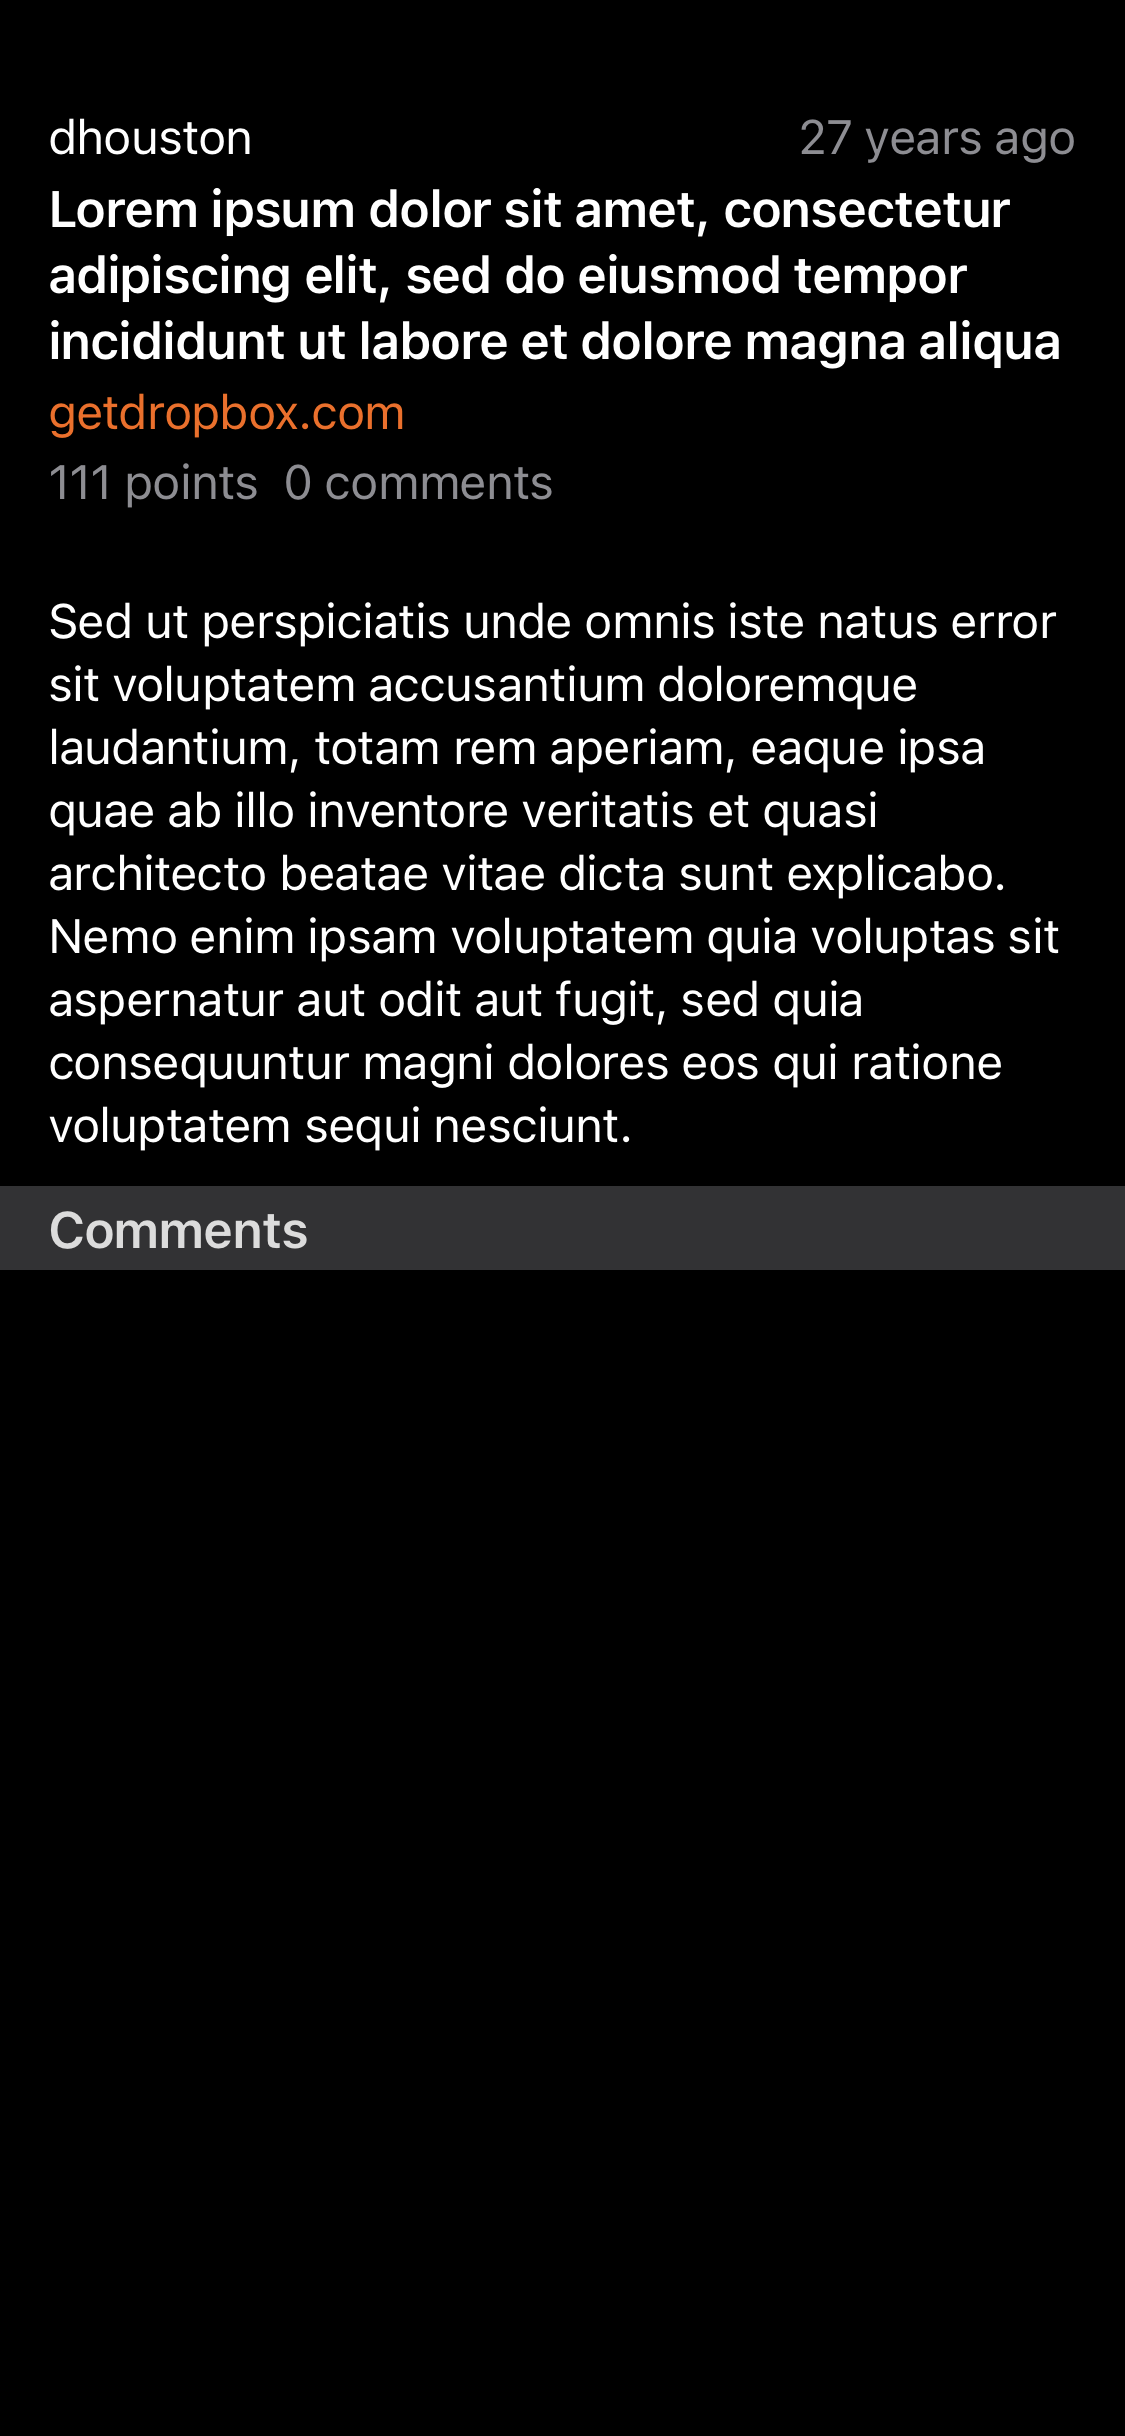 dhouston 27 years ago
Lorem ipsum dolor sit amet, consectetur
adipiscing elit, sed do eiusmod tempor
incididunt ut labore et dolore magna aliqua
getdropbox.com
111 points 0 comments
Sed ut perspiciatis unde omnis iste natus error
sit voluptatem accusantium doloremque
laudantium, totam rem aperiam, eaque ipsa
quae ab illo inventore veritatis et quasi
architecto beatae vitae dicta sunt explicabo.
Nemo enim ipsam voluptatem quia voluptas sit
aspernatur aut odit aut fugit, sed quia
consequuntur magni dolores eos qui ratione
voluptatem sequi nesciunt.
Comments